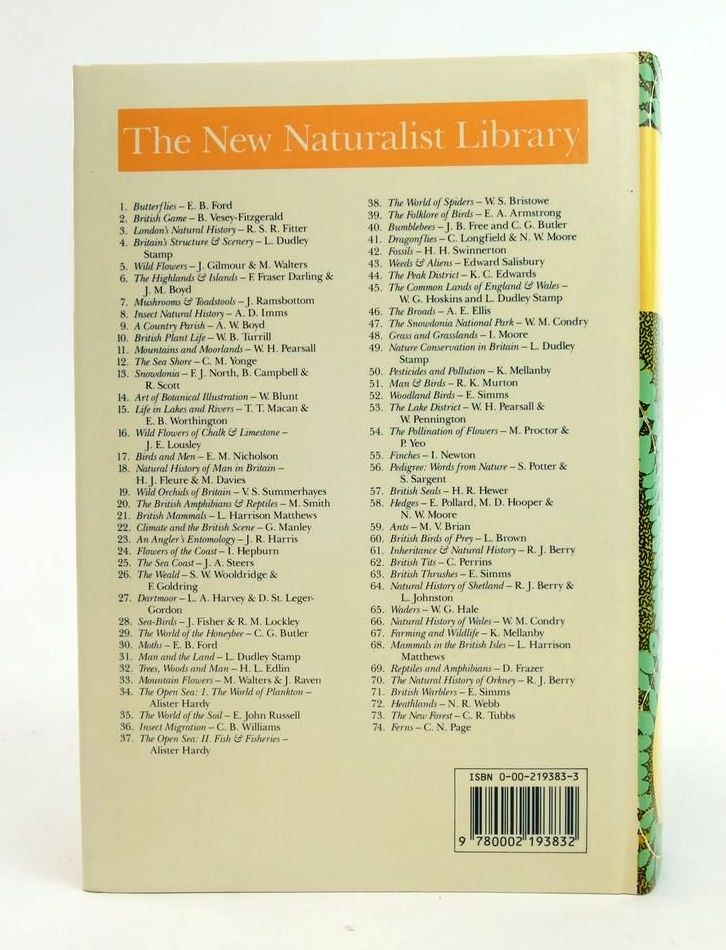 The New Naturalist Library
1. Butterflies – E. B. Ford
2. British Game – B. Vesey-Fitzgerald
3. London's Natural History – R. S. R. Fitter
4. Britain's Structure & Scenery – L. Dudley
Stamp
5. Wild Flowers – J. Gilmour & M. Walters
6. The Highlands & Islands – F. Fraser Darling &
J. M. Boyd
7. Mushrooms & Toadstools – J. Ramsbottom
8. Insect Natural History – A. D. Imms
9. A Country Parish – A. W. Boyd
10. British Plant Life – W. B. Turrill
11. Mountains and Moorlands – W. H. Pearsall
12. The Sea Shore – C. M. Yonge
13. Snowdonia – F. J. North, B. Campbell &
R. Scott
14. Art of Botanical Illustration – W. Blunt
15. Life in Lakes and Rivers – T. T. Macan &
E. B. Worthington
16. Wild Flowers of Chalk & Limestone –
J. E. Lousley
17. Birds and Men – E. M. Nicholson
18. Natural History of Man in Britain –
H. J. Fleure & M. Davies
19. Wild Orchids of Britain – V. S. Summerhayes
20. The British Amphibians & Reptiles – M. Smith
21. British Mammals – L. Harrison Matthews
22. Climate and the British Scene – G. Manley
23. An Angler's Entomology – J. R. Harris
24. Flowers of the Coast – I. Hepburn
25. The Sea Coast – J. A. Steers
26. The Weald – S. W. Wooldridge &
F. Goldring
27. Dartmoor – L. A. Harvey & D. St. Leger-
Gordon
28. Sea-Birds – J. Fisher & R. M. Lockley
29. The World of the Honeybee – C. G. Butler
30. Moths – E. B. Ford
31. Man and the Land – L. Dudley Stamp
32. Trees, Woods and Man – H. L. Edlin
33. Mountain Flowers – M. Walters & J. Raven
34. The Open Sea: I. The World of Plankton –
Alister Hardy
35. The World of the Soil – E. John Russell
36. Insect Migration – C. B. Williams
37. The Open Sea: II. Fish & Fisheries –
Alister Hardy
38. The World of Spiders – W. S. Bristowe
39. The Folklore of Birds – E. A. Armstrong
40. Bumblebees – J. B. Free and C. G. Butler
41. Dragonflies – C. Longfield & N. W. Moore
42. Fossils – H. H. Swinnerton
43. Weeds & Aliens – Edward Salisbury
44. The Peak District – K. C. Edwards
45. The Common Lands of England & Wales –
W. G. Hoskins and L. Dudley Stamp
46. The Broads – A. E. Ellis
47. The Snowdonia National Park – W. M. Condry
48. Grass and Grasslands – I. Moore
49. Nature Conservation in Britain – L. Dudley
Stamp
50. Pesticides and Pollution – K. Mellanby
51. Man & Birds – R. K. Murton
52. Woodland Birds – E. Simms
53. The Lake District – W. H. Pearsall &
W. Pennington
54. The Pollination of Flowers – M. Proctor &
P. Yeo
55. Finches – I. Newton
56. Pedigree: Words from Nature – S. Potter &
S. Sargent
57. British Seals – H. R. Hewer
58. Hedges – E. Pollard, M. D. Hooper &
N. W. Moore
59. Ants – M. V. Brian
60. British Birds of Prey – L. Brown
61. Inheritance & Natural History – R. J. Berry
62. British Tits – C. Perrins
63. British Thrushes – E. Simms
64. Natural History of Shetland – R. J. Berry &
L. Johnston
65. Waders – W. G. Hale
66. Natural History of Wales – W. M. Condry
67. Farming and Wildlife – K. Mellanby
68. Mammals in the British Isles – L. Harrison
Matthews
69. Reptiles and Amphibians – D. Frazer
70. The Natural History of Orkney – R. J. Berry
71. British Warblers – E. Simms
72. Heathlands – N. R. Webb
73. The New Forest – C. R. Tubbs
74. Ferns – C. N. Page
ISBN 0-00-219383-3
9 780002 193832